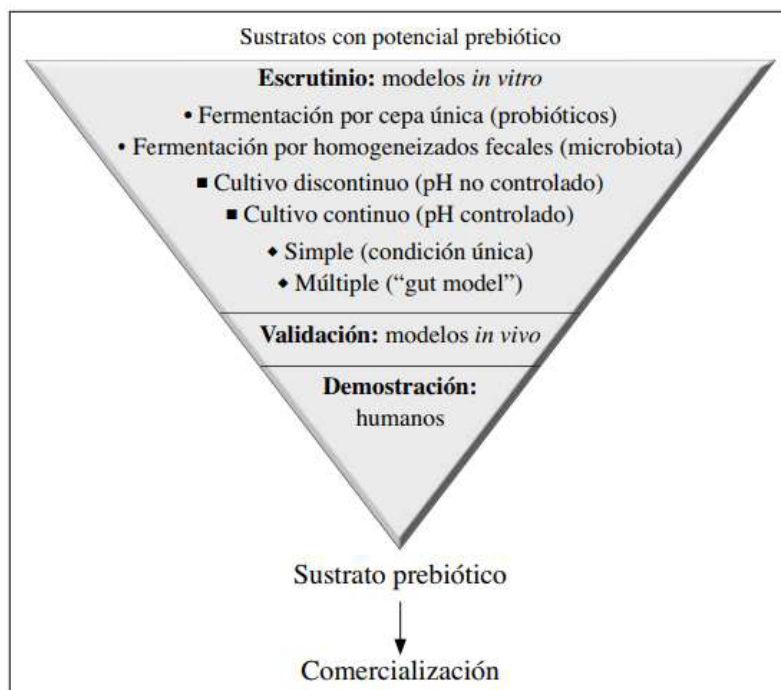 Sustratos con potencial prebiótico
Escrutinio: modelos in vitro
• Fermentación por cepa única (probióticos)
• Fermentación por homogeneizados fecales (microbiota)
■ Cultivo discontinuo (pH no controlado)
■ Cultivo continuo (pH controlado)
◆ Simple (condición única)
◆ Múltiple (“gut model”)
Validación: modelos in vivo
Demostración:
humanos
Sustrato prebiótico
Comercialización